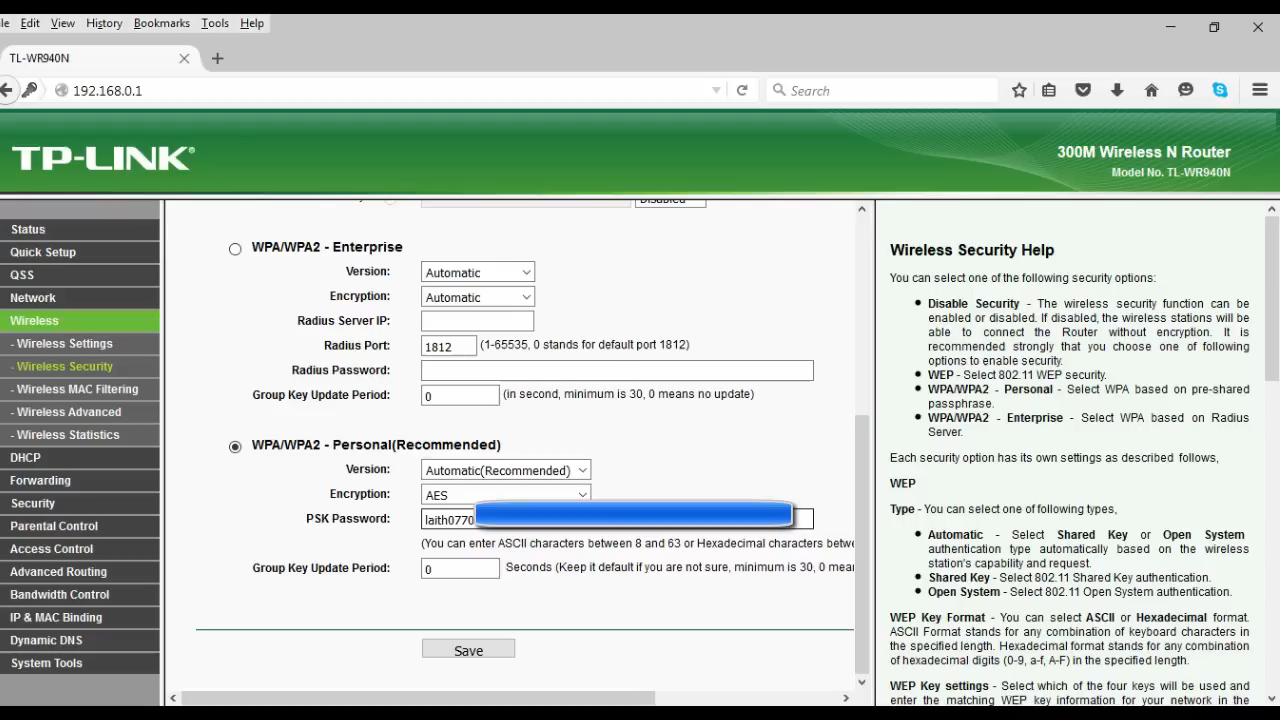 le Edit View History Bookmarks Tools Help
TL-WR940N
192.168.0.1
Search
TP-LINK®
300M Wireless N Router
Model No. TL-WR940N
Status
Quick Setup
QSS
Network
Wireless
- Wireless Settings
- Wireless Security
- Wireless MAC Filtering
- Wireless Advanced
- Wireless Statistics
DHCP
Forwarding
Security
Parental Control
Access Control
Advanced Routing
Bandwidth Control
IP & MAC Binding
Dynamic DNS
System Tools
Disabled
WPA/WPA2 - Enterprise
Version: Automatic
Encryption: Automatic
Radius Server IP:
Radius Port: 1812 (1-65535, 0 stands for default port 1812)
Radius Password:
Group Key Update Period: 0 (in second, minimum is 30, 0 means no update)
WPA/WPA2 - Personal(Recommended)
Version: Automatic(Recommended)
Encryption: AES
PSK Password: laith0770
(You can enter ASCII characters between 8 and 63 or Hexadecimal characters betwe
Group Key Update Period: 0 Seconds (Keep it default if you are not sure, minimum is 30, 0 mear
Save
Wireless Security Help
You can select one of the following security options:
Disable Security - The wireless security function can be
enabled or disabled. If disabled, the wireless stations will be
able to connect the Router without encryption. It is
recommended strongly that you choose one of following
options to enable security.
WEP - Select 802.11 WEP security.
WPA/WPA2 - Personal - Select WPA based on pre-shared
passphrase.
WPA/WPA2 - Enterprise - Select WPA based on Radius
Server.
Each security option has its own settings as described follows,
WEP
Type - You can select one of following types,
Automatic - Select Shared Key or Open System
authentication type automatically based on the wireless
station's capability and request.
Shared Key - Select 802.11 Shared Key authentication.
Open System - Select 802.11 Open System authentication.
WEP Key Format - You can select ASCII or Hexadecimal format.
ASCII Format stands for any combination of keyboard characters in
the specified length. Hexadecimal format stands for any combination
of hexadecimal digits (0-9, a-f, A-F) in the specified length.
WEP Key settings - Select which of the four keys will be used and
enter the matching WEP key information for your network in the